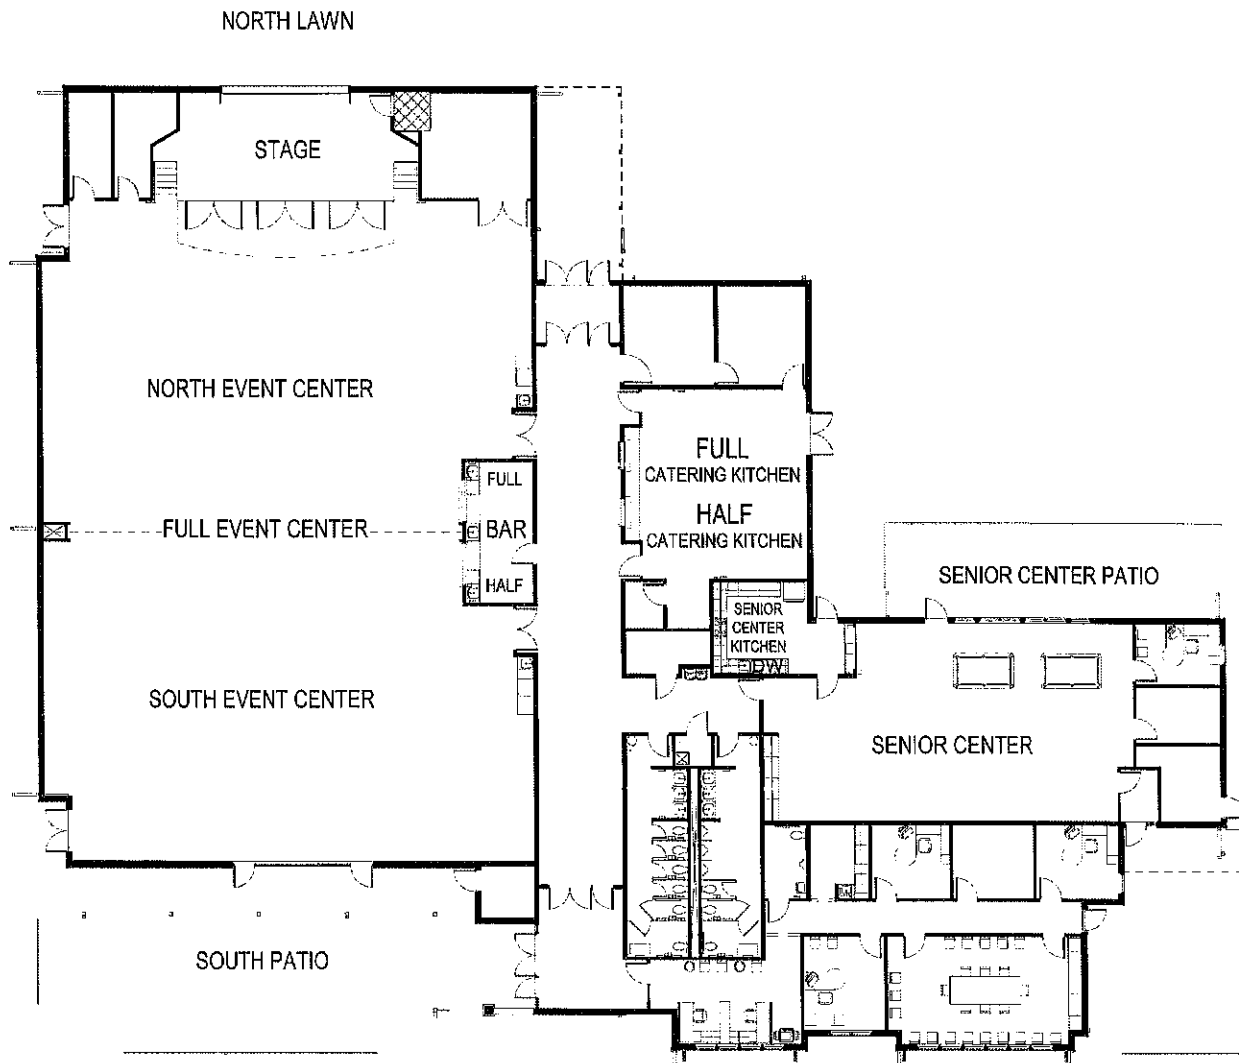 NORTH LAWN
STAGE
NORTH EVENT CENTER
FULL
CATERING KITCHEN
FULL
HALF
CATERING KITCHEN
FULL EVENT CENTER
BAR
HALF
SENIOR CENTER PATIO
SENIOR
CENTER
KITCHEN
DW
SOUTH EVENT CENTER
SENIOR CENTER
SOUTH PATIO